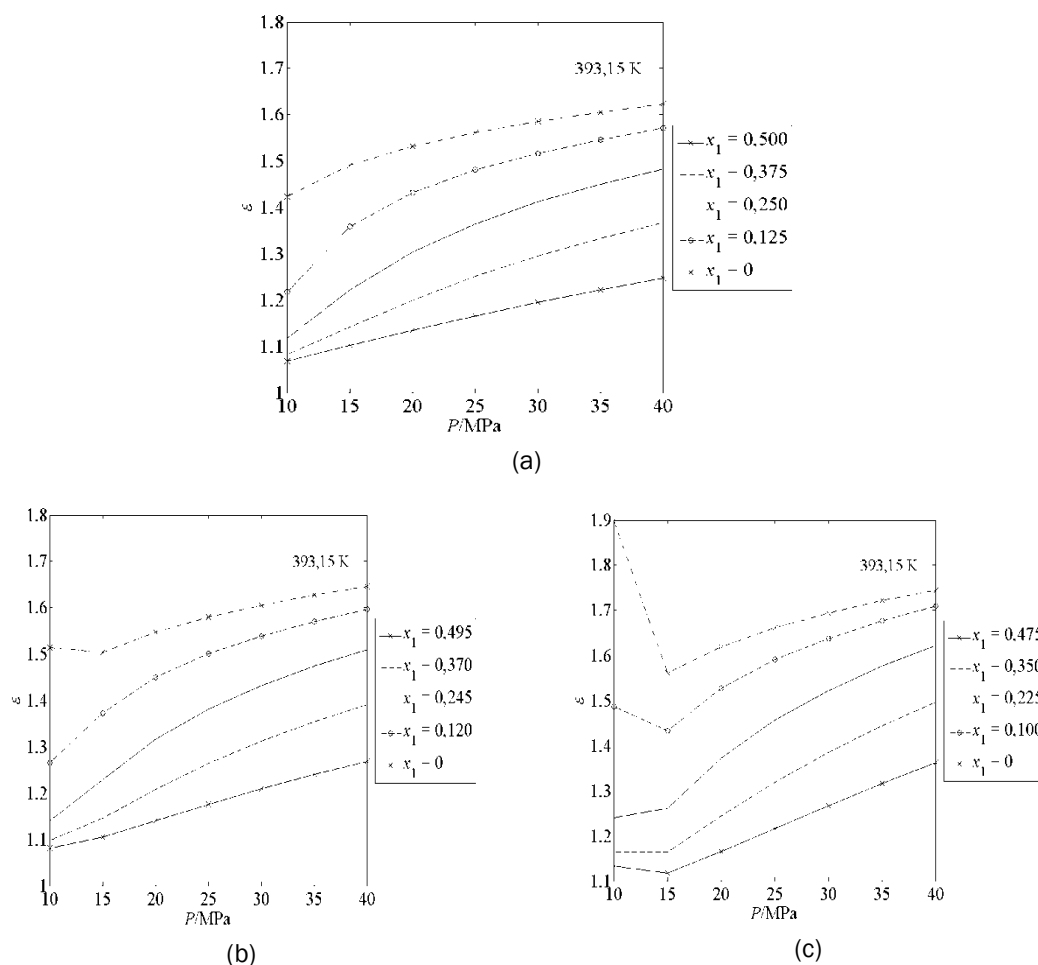 1.8
1.7
1.6
1.5
1.4
1.3
1.2
1.1
1
ε
393,15 K
10 15 20 25 30 35 40
P/MPa
x1 = 0.500
x1 – 0,375
x1 = 0,250
x1 = 0,125
x1 – 0
(a)
1.8
1.7
1.6
1.5
1.4
1.3
1.2
1.1
1
ε
393,15 K
10 15 20 25 30 35 40
P/MPa
x1 = 0.495
x1 – 0,370
x1 = 0,245
x1 = 0,120
x1 – 0
(b)
1.9
1.8
1.7
1.6
1.5
1.4
1.3
1.2
1.1
ε
393,15 K
10 15 20 25 30 35 40
P/MPa
x1 = 0.475
x1 – 0,350
x1 = 0,225
x1 = 0,100
x1 – 0
(c)